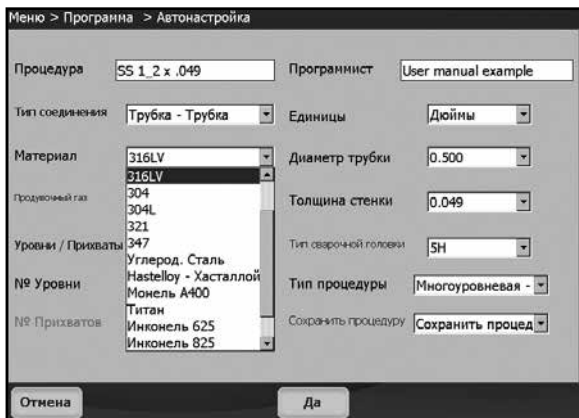 Меню > Программа > Автонастройка
Процедура SS 1_2 x .049 Программист User manual example
Тип соединения Трубка - Трубка Единицы Дюймы
Материал 316LV Диаметр трубки 0.500
316LV
304
Продувочный газ
304L
Толщина стенки 0.049
321
Уровни / Прихваты 347 Тип сварочной головки 5H
Углерод. Сталь
Hastelloy - Хасталлой
№ Уровни Тип процедуры Многоуровневая -
Монель А400
Титан
№ Прихватов Сохранить процедуру Сохранить процед
Инконель 625
Инконель 825
Отмена Да